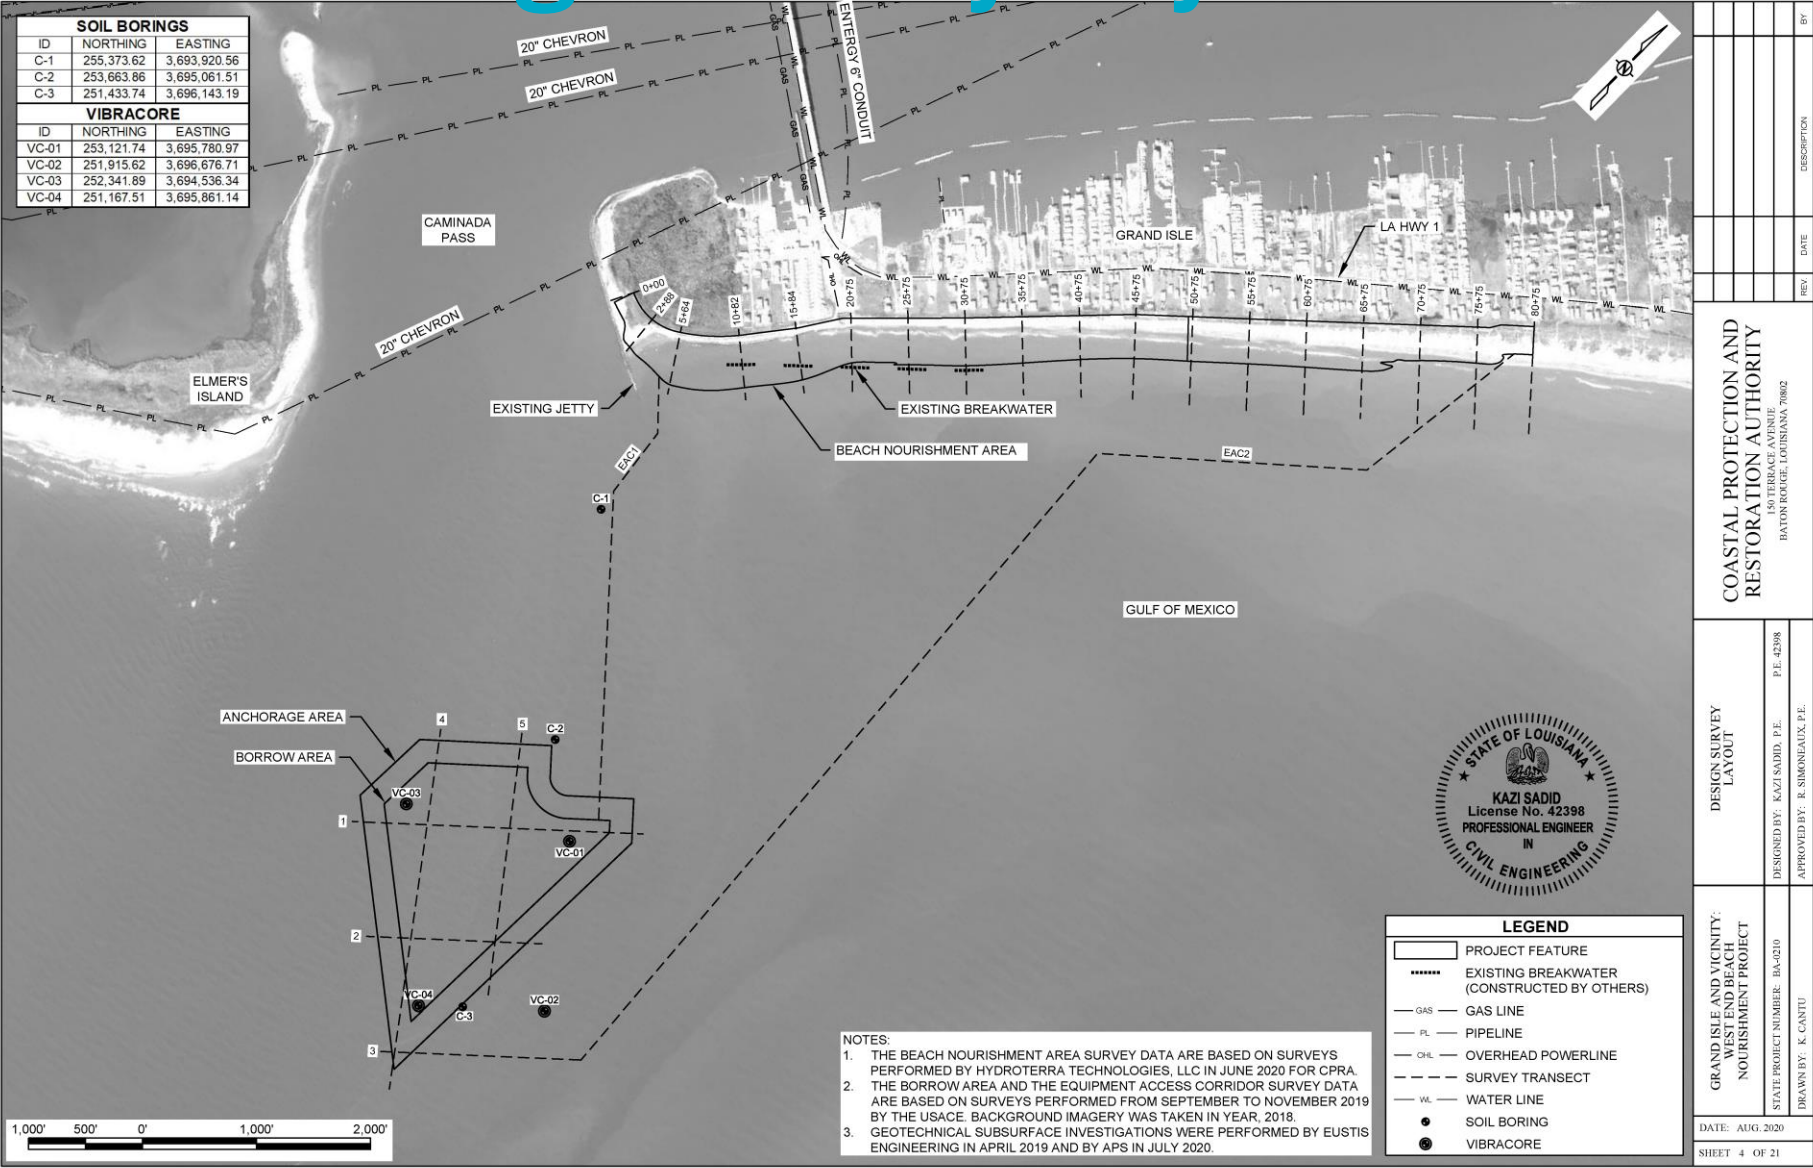 SOIL BORINGS
ID NORTHING EASTING
C-1 255,373.62 3,693,920.56
C-2 253,663.86 3,695,061.51
C-3 251,433.74 3,696,143.19
VIBRACORE
ID NORTHING EASTING
VC-01 253,121.74 3,695,780.97
VC-02 251,915.62 3,696,676.71
VC-03 252,341.89 3,694,536.34
VC-04 251,167.51 3,695,861.14
20" CHEVRON
20" CHEVRON
ENTERGY 6" CONDUIT
N
CAMINADA
PASS
GRAND ISLE
LA HWY 1
20" CHEVRON
ELMER'S
ISLAND
0+00
2+88
5+64
10+82
15+84
20+75
25+75
30+75
35+75
40+75
45+75
50+75
55+75
60+75
65+75
70+75
75+75
80+75
EXISTING JETTY
EXISTING BREAKWATER
BEACH NOURISHMENT AREA
EAC1
EAC2
C-1
GULF OF MEXICO
ANCHORAGE AREA
BORROW AREA
4
5
C-2
VC-03
1
VC-01
2
VC-04
C-3
VC-02
3
STATE OF LOUISIANA
KAZI SADID
License No. 42398
PROFESSIONAL ENGINEER
IN
CIVIL ENGINEERING
LEGEND
PROJECT FEATURE
EXISTING BREAKWATER
(CONSTRUCTED BY OTHERS)
GAS GAS LINE
PL PIPELINE
OHL OVERHEAD POWERLINE
SURVEY TRANSECT
WL WATER LINE
SOIL BORING
VIBRACORE
NOTES:
1. THE BEACH NOURISHMENT AREA SURVEY DATA ARE BASED ON SURVEYS
PERFORMED BY HYDROTERRA TECHNOLOGIES, LLC IN JUNE 2020 FOR CPRA.
2. THE BORROW AREA AND THE EQUIPMENT ACCESS CORRIDOR SURVEY DATA
ARE BASED ON SURVEYS PERFORMED FROM SEPTEMBER TO NOVEMBER 2019
BY THE USACE. BACKGROUND IMAGERY WAS TAKEN IN YEAR, 2018.
3. GEOTECHNICAL SUBSURFACE INVESTIGATIONS WERE PERFORMED BY EUSTIS
ENGINEERING IN APRIL 2019 AND BY APS IN JULY 2020.
1,000' 500' 0' 1,000' 2,000'
REV. DATE DESCRIPTION BY
COASTAL PROTECTION AND
RESTORATION AUTHORITY
150 TERRACE AVENUE
BATON ROUGE, LOUISIANA 70802
DESIGN SURVEY
LAYOUT
DESIGNED BY: KAZI SADID, P.E. P.E. 42398
APPROVED BY: R. SIMONEAUX, P.E.
GRAND ISLE AND VICINITY:
WEST END BEACH
NOURISHMENT PROJECT
STATE PROJECT NUMBER: BA-0210
DRAWN BY: K. CANTU
DATE: AUG. 2020
SHEET 4 OF 21